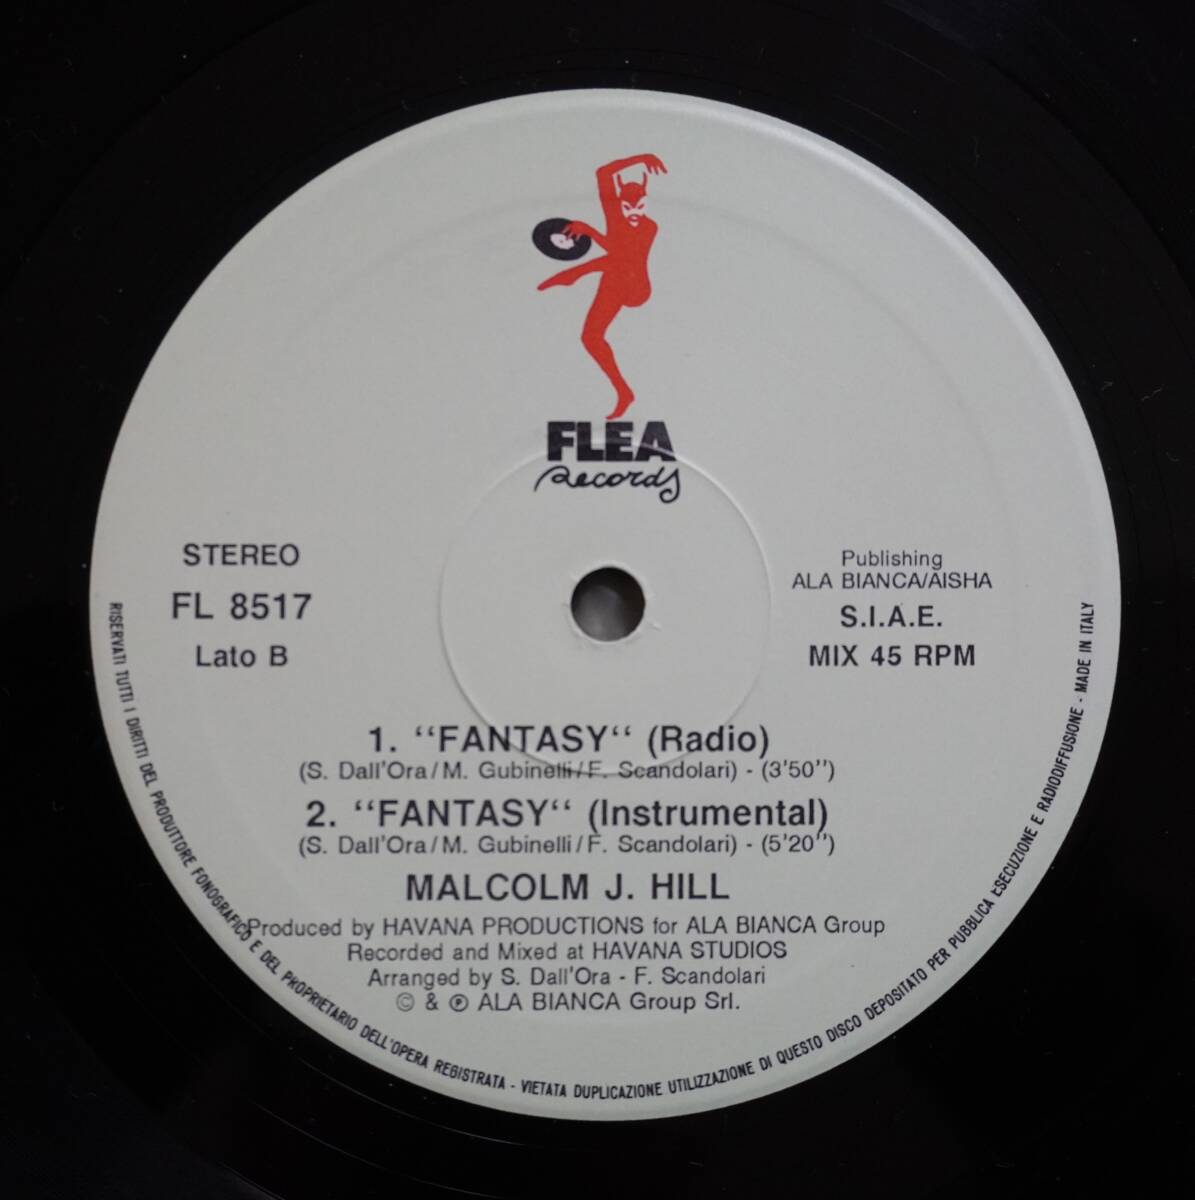 FLEA
Records
STEREO
FL 8517
Lato B
Publishing
ALA BIANCA/AISHA
S.I.A.E.
MIX 45 RPM
1. “FANTASY“ (Radio)
(S. Dall'Ora/M. Gubinelli/F. Scandolari) - (3'50")
2. “FANTASY“ (Instrumental)
(S. Dall'Ora/M. Gubinelli/F. Scandolari) - (5'20")
MALCOLM J. HILL
Produced by HAVANA PRODUCTIONS for ALA BIANCA Group
Recorded and Mixed at HAVANA STUDIOS
Arranged by S. Dall'Ora - F. Scandolari
© & ℗ ALA BIANCA Group Srl.
RISERVATI TUTTI I DIRITTI DEL PRODUTTORE FONOGRAFICO E DEL PROPRIETARIO DELL'OPERA REGISTRATA - VIETATA DUPLICAZIONE UTILIZZAZIONE DI QUESTO DISCO DEPOSITATO PER PUBBLICA ESECUZIONE E RADIODIFFUSIONE - MADE IN ITALY